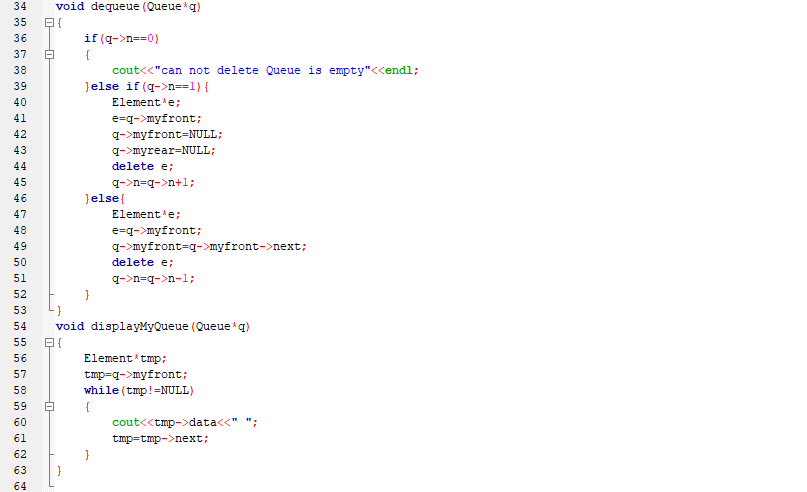 34 void dequeue(Queue*q)
35 {
36     if(q->n==0)
37     {
38         cout<<"can not delete Queue is empty"<<endl;
39     }else if(q->n==1){
40         Element*e;
41         e=q->myfront;
42         q->myfront=NULL;
43         q->myrear=NULL;
44         delete e;
45         q->n=q->n+1;
46     }else{
47         Element*e;
48         e=q->myfront;
49         q->myfront=q->myfront->next;
50         delete e;
51         q->n=q->n-1;
52     }
53 }
54 void displayMyQueue(Queue*q)
55 {
56     Element*tmp;
57     tmp=q->myfront;
58     while(tmp!=NULL)
59     {
60         cout<<tmp->data<<" ";
61         tmp=tmp->next;
62     }
63 }
64